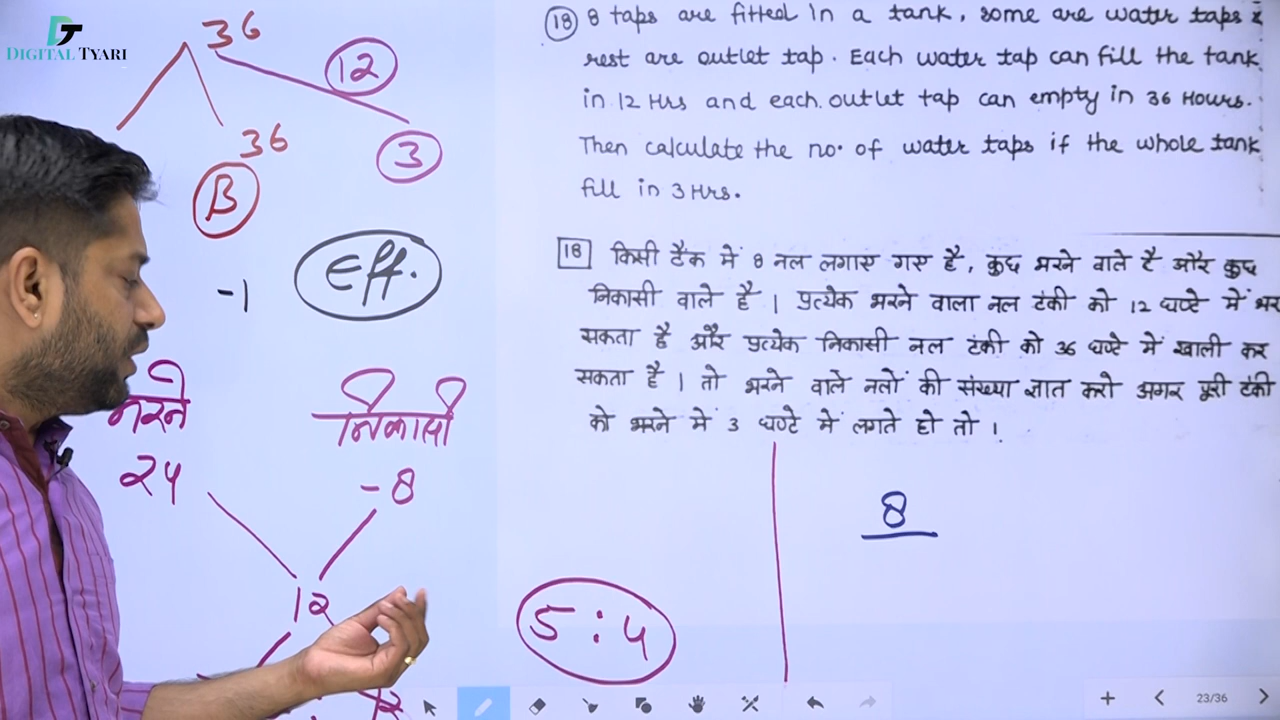 DT
DIGITAL TYARI
36
12
36
3
B
-1
Eff.
भरने
निकासी
24
-8
12
12
5:4
18 8 taps are fitted in a tank, some are water taps &
rest are outlet tap. Each water tap can fill the tank
in 12 Hrs and each outlet tap can empty in 36 Hours.
Then calculate the no. of water taps if the whole tank
fill in 3 Hrs.
18 किसी टैंक में 8 नल लगाए गए है, कुछ भरने वाले है और कुछ
निकासी वाले है। प्रत्येक भरने वाला नल टंकी को 12 घण्टे में भर
सकता है और प्रत्येक निकासी नल टंकी को 36 घण्टे में खाली कर
सकता है। तो भरने वाले नलों की संख्या ज्ञात करो अगर पूरी टंकी
को भरने में 3 घण्टे में लगते हो तो।
8
23/36